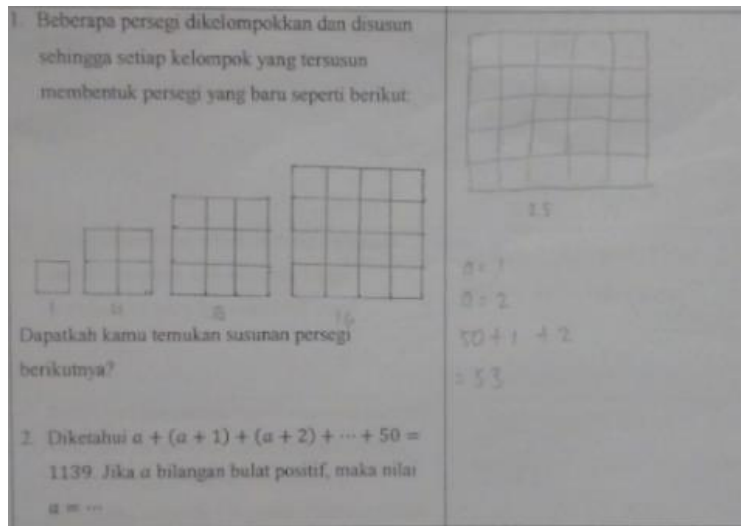 1. Beberapa persegi dikelompokkan dan disusun
sehingga setiap kelompok yang tersusun
membentuk persegi yang baru seperti berikut:
1 4 16
Dapatkah kamu temukan susunan persegi
berikutnya?
2. Diketahui a + (a + 1) + (a + 2) + ⋯ + 50 =
1139. Jika a bilangan bulat positif, maka nilai
a = ⋯
25
a = 1
a = 2
50 + 1 + 2
= 53